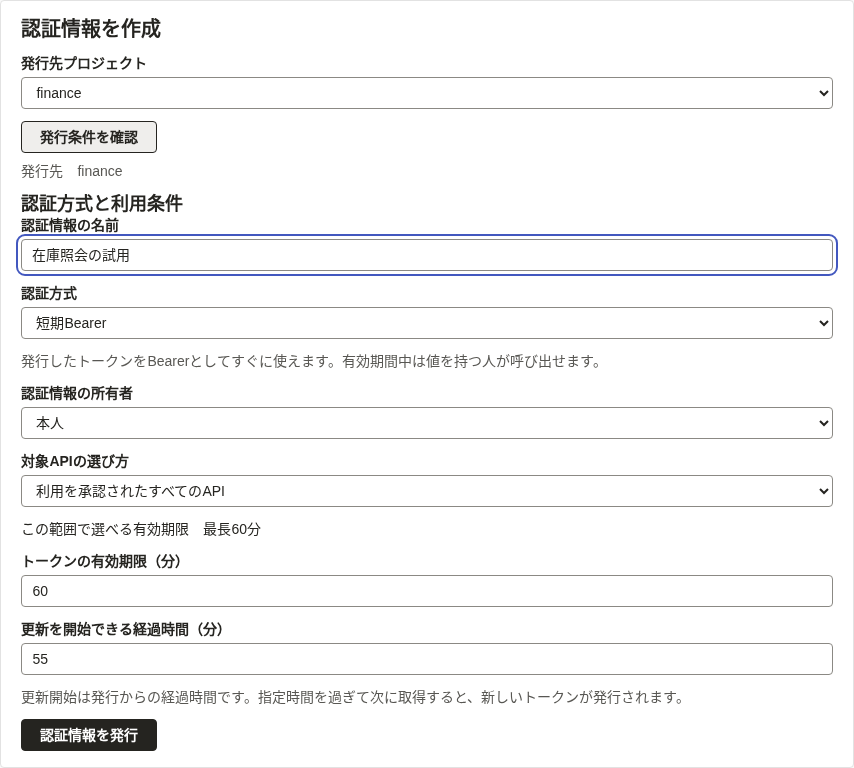 認証情報を作成
発行先プロジェクト
finance
発行条件を確認
発行先　finance
認証方式と利用条件
認証情報の名前
在庫照会の試用
認証方式
短期Bearer
発行したトークンをBearerとしてすぐに使えます。有効期間中は値を持つ人が呼び出せます。
認証情報の所有者
本人
対象APIの選び方
利用を承認されたすべてのAPI
この範囲で選べる有効期限　最長60分
トークンの有効期限（分）
60
更新を開始できる経過時間（分）
55
更新開始は発行からの経過時間です。指定時間を過ぎて次に取得すると、新しいトークンが発行されます。
認証情報を発行